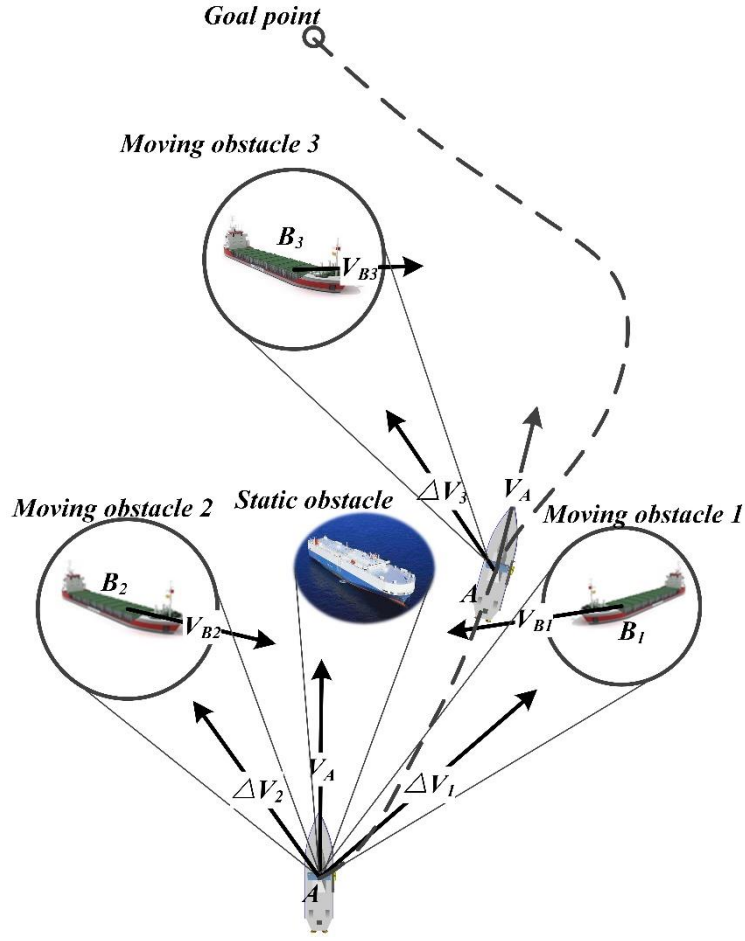 Goal point
Moving obstacle 3
B3
VB3
△V3
VA
Moving obstacle 2
Static obstacle
Moving obstacle 1
B2
VB2
A
VB1
B1
△V2
VA
△V1
A